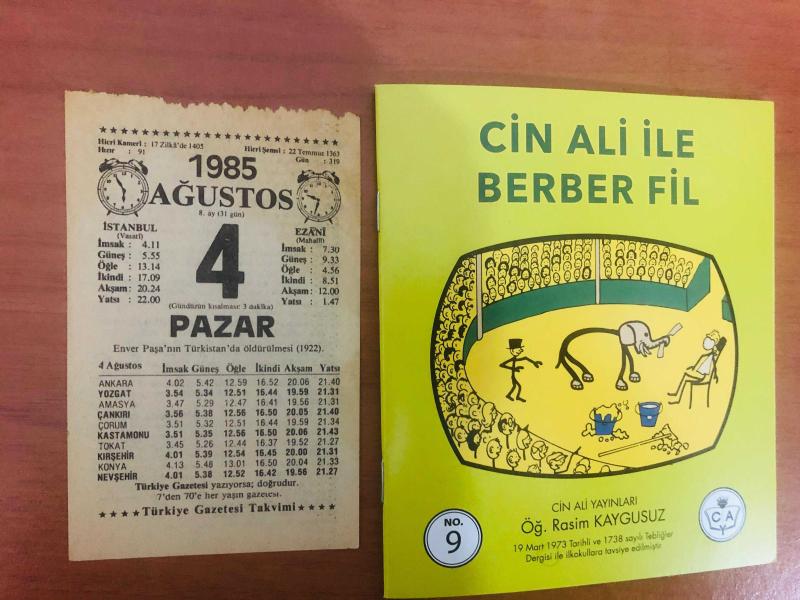 ★★★★★★★★★★★★★★★★★★★★★★★★
Hicrî Kamerî : 17 Zilkâ'de 1405
Hızır : 91
Hicrî Şemsî : 22 Temmuz 1363
Gün : 319
1985
AĞUSTOS
8. ay (31 gün)
İSTANBUL
(Vasatî)
İmsak : 4.11
Güneş : 5.55
Öğle : 13.14
İkindi : 17.09
Akşam : 20.24
Yatsı : 22.00
4
EZANÎ
(Mahallî)
İmsak : 7.30
Güneş : 9.33
Öğle : 4.56
İkindi : 8.51
Akşam : 12.00
Yatsı : 1.47
(Gündüzün kısalması: 3 dakika)
PAZAR
Enver Paşa'nın Türkistan'da öldürülmesi (1922).
4 Ağustos İmsak Güneş Öğle İkindi Akşam Yatsı
ANKARA 4.02 5.42 12.59 16.52 20.06 21.40
YOZGAT 3.54 5.34 12.51 16.44 19.59 21.31
AMASYA 3.47 5.29 12.47 16.41 19.56 21.31
ÇANKIRI 3.56 5.38 12.56 16.50 20.05 21.40
ÇORUM 3.51 5.32 12.51 16.44 19.59 21.34
KASTAMONU 3.51 5.35 12.56 16.50 20.06 21.43
TOKAT 3.45 5.26 12.44 16.37 19.52 21.27
KIRŞEHİR 4.01 5.39 12.54 16.45 20.00 21.31
KONYA 4.13 5.48 13.01 16.50 20.04 21.33
NEVŞEHİR 4.01 5.38 12.52 16.42 19.56 21.27
Türkiye Gazetesi yazıyorsa; doğrudur.
7'den 70'e her yaşın gazetesi.
★★★★ Türkiye Gazetesi Takvimi ★★★★
CİN ALİ İLE
BERBER FİL
CİN ALİ YAYINLARI
Öğ. Rasim KAYGUSUZ
19 Mart 1973 Tarihli ve 1738 sayılı Tebliğler
Dergisi ile ilkokullara tavsiye edilmiştir
NO.
9
C A
Y